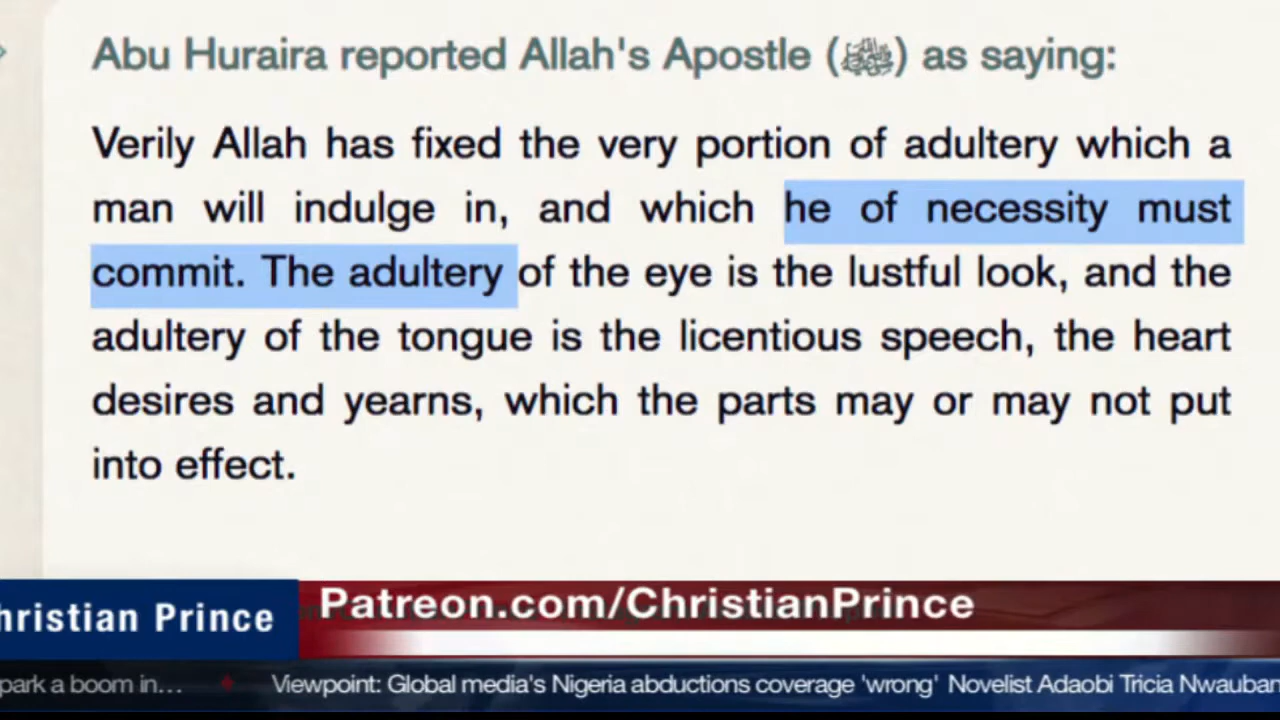 Abu Huraira reported Allah's Apostle (ﷺ) as saying:
Verily Allah has fixed the very portion of adultery which a
man will indulge in, and which he of necessity must
commit. The adultery of the eye is the lustful look, and the
adultery of the tongue is the licentious speech, the heart
desires and yearns, which the parts may or may not put
into effect.
hristian Prince
Patreon.com/ChristianPrince
park a boom in... Viewpoint: Global media's Nigeria abductions coverage 'wrong' Novelist Adaobi Tricia Nwauban